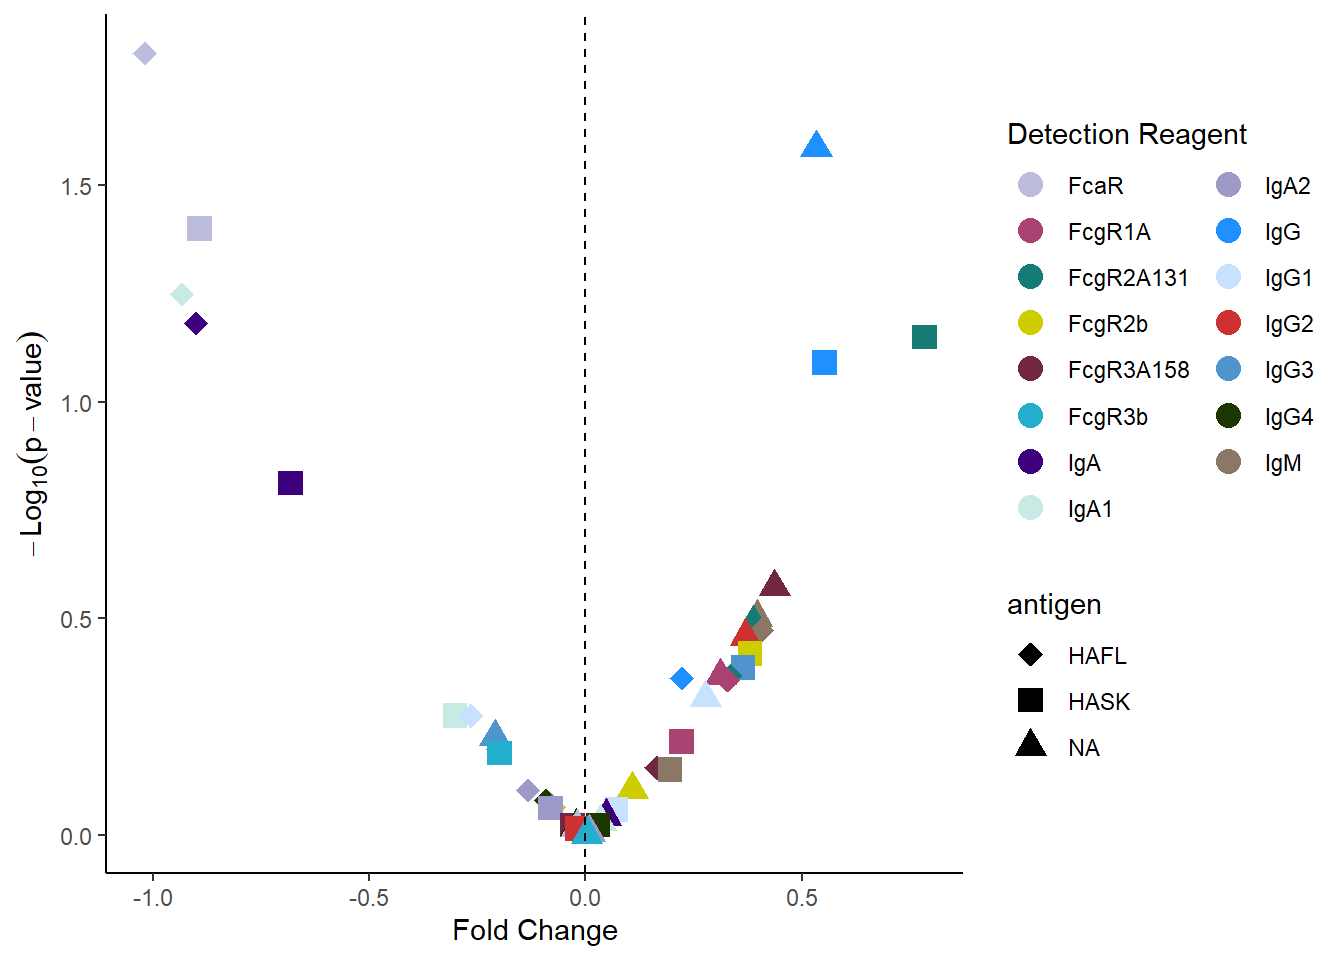 1.5
1.0
0.5
0.0
−Log10(p−value)
-1.0 -0.5 0.0 0.5
Fold Change
Detection Reagent
FcaR IgA2
FcgR1A IgG
FcgR2A131 IgG1
FcgR2b IgG2
FcgR3A158 IgG3
FcgR3b IgG4
IgA IgM
IgA1
antigen
HAFL
HASK
NA